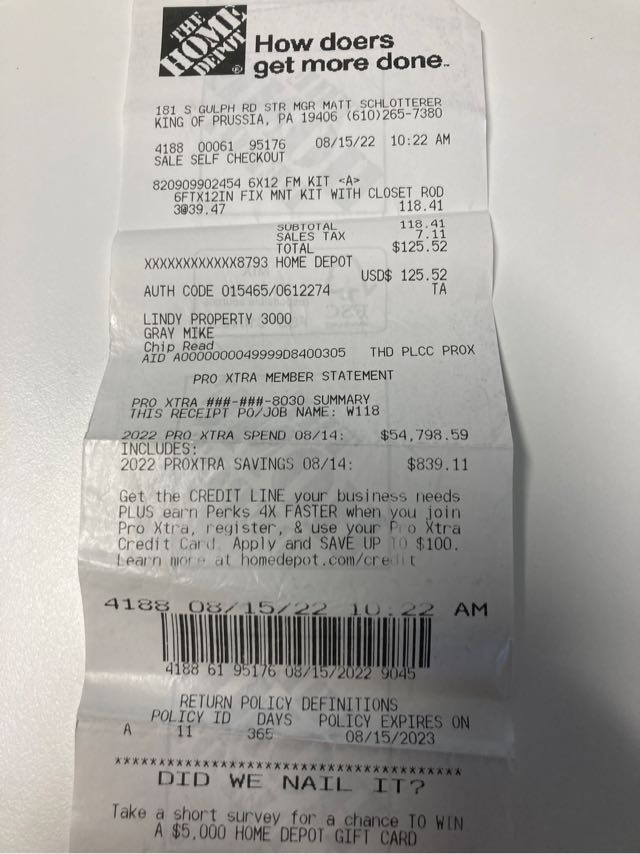 THE
HOME
DEPOT
How doers
get more done.
181 S GULPH RD STR MGR MATT SCHLOTTERER
KING OF PRUSSIA, PA 19406 (610)265-7380
4188 00061 95176 08/15/22 10:22 AM
SALE SELF CHECKOUT
820909902454 6X12 FM KIT <A>
6FTX12IN FIX MNT KIT WITH CLOSET ROD
3@39.47 118.41
SUBTOTAL 118.41
SALES TAX 7.11
TOTAL $125.52
XXXXXXXXXXXX8793 HOME DEPOT
USD$ 125.52
AUTH CODE 015465/0612274 TA
LINDY PROPERTY 3000
GRAY MIKE
Chip Read
AID A0000000049999D8400305 THD PLCC PROX
PRO XTRA MEMBER STATEMENT
PRO XTRA ###-###-8030 SUMMARY
THIS RECEIPT PO/JOB NAME: W118
2022 PRO XTRA SPEND 08/14: $54,798.59
INCLUDES:
2022 PROXTRA SAVINGS 08/14: $839.11
Get the CREDIT LINE your business needs
PLUS earn Perks 4X FASTER when you join
Pro Xtra, register, & use your Pro Xtra
Credit Card. Apply and SAVE UP TO $100.
Learn more at homedepot.com/credit
4188 08/15/22 10:22 AM
4188 61 95176 08/15/2022 9045
RETURN POLICY DEFINITIONS
POLICY ID DAYS POLICY EXPIRES ON
A 11 365 08/15/2023
****************************************
DID WE NAIL IT?
Take a short survey for a chance TO WIN
A $5,000 HOME DEPOT GIFT CARD